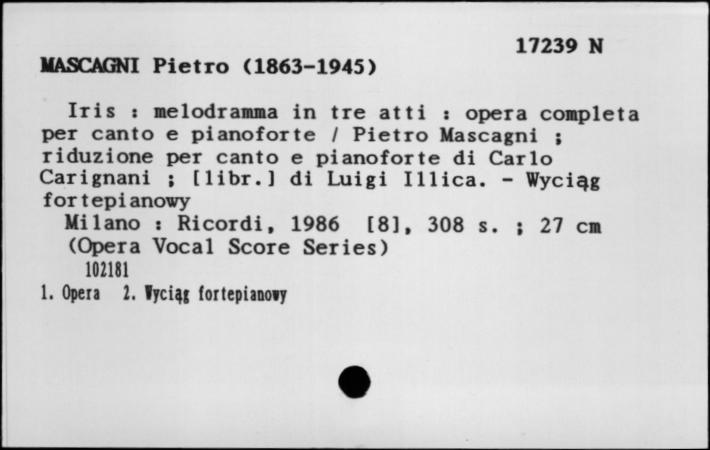 17239 N
MASCAGNI Pietro (1863-1945)
Iris : melodramma in tre atti : opera completa
per canto e pianoforte / Pietro Mascagni ;
riduzione per canto e pianoforte di Carlo
Carignani ; [libr.] di Luigi Illica. - Wyciąg
fortepianowy
Milano : Ricordi, 1986 [8], 308 s. ; 27 cm
(Opera Vocal Score Series)
102181
1. Opera 2. Wyciąg fortepianowy